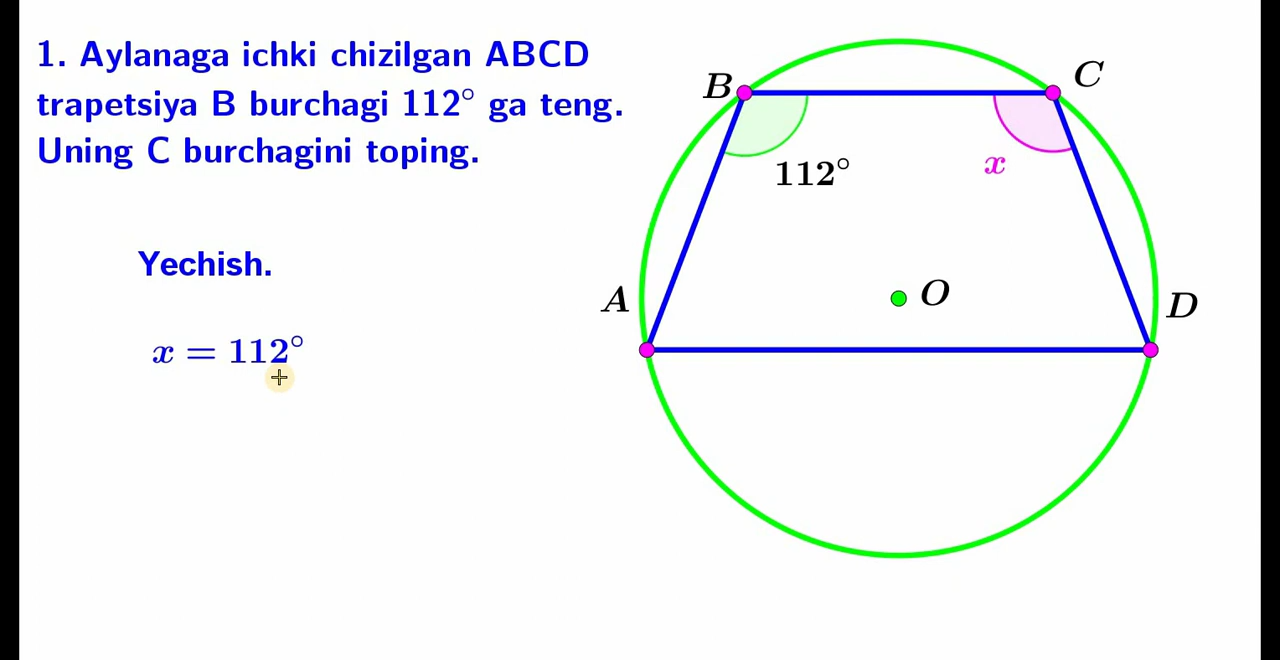 1. Aylanaga ichki chizilgan ABCD
trapetsiya B burchagi 112° ga teng.
Uning C burchagini toping.
Yechish.
x = 112°
B
C
112°
x
A
O
D